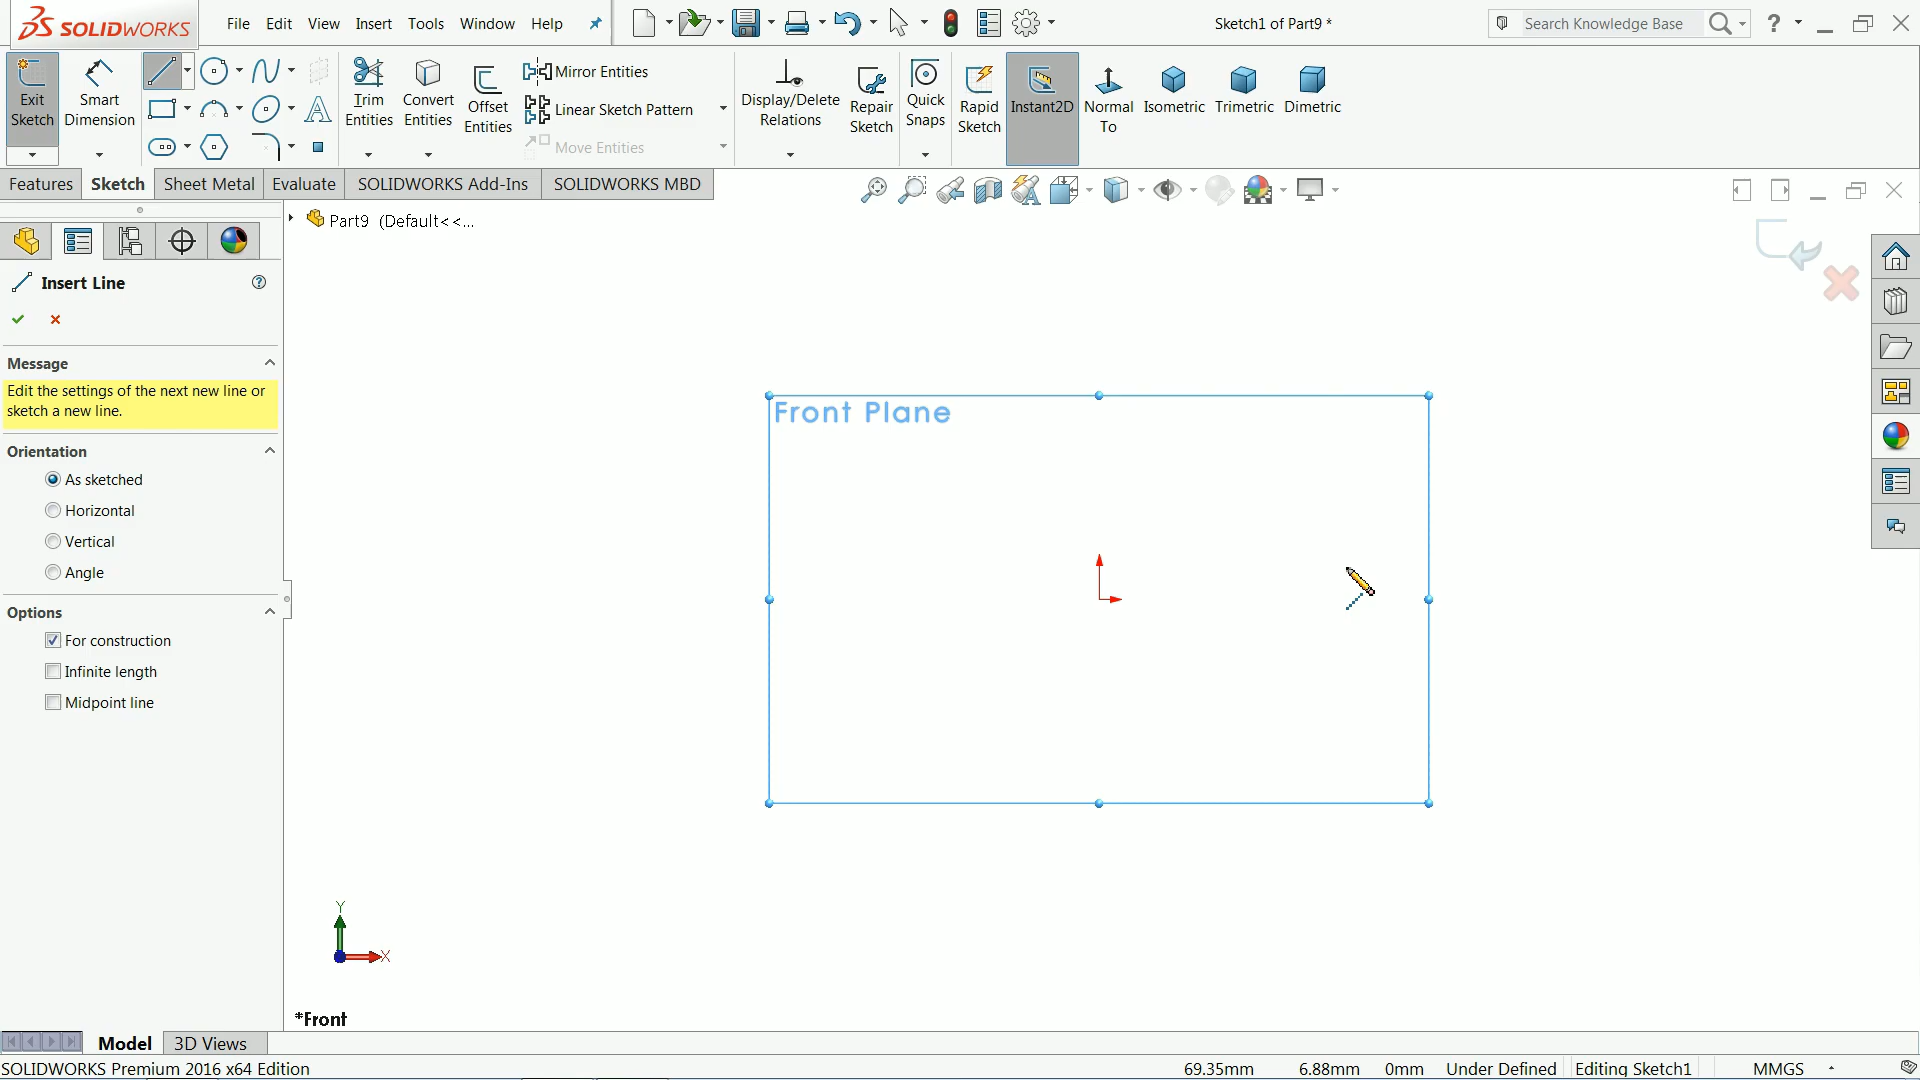 SOLIDWORKS File Edit View Insert Tools Window Help Sketch1 of Part9 * Search Knowledge Base ?
Exit Sketch
Smart Dimension
Trim Entities
Convert Entities
Offset Entities
Mirror Entities
Linear Sketch Pattern
Move Entities
Display/Delete Relations
Repair Sketch
Quick Snaps
Rapid Sketch
Instant2D
Normal To
Isometric
Trimetric
Dimetric
Features Sketch Sheet Metal Evaluate SOLIDWORKS Add-Ins SOLIDWORKS MBD
Part9 (Default<<...
Insert Line
Message
Edit the settings of the next new line or
sketch a new line.
Orientation
As sketched
Horizontal
Vertical
Angle
Options
For construction
Infinite length
Midpoint line
Front Plane
Y
X
*Front
Model 3D Views
SOLIDWORKS Premium 2016 x64 Edition 69.35mm 6.88mm 0mm Under Defined Editing Sketch1 MMGS